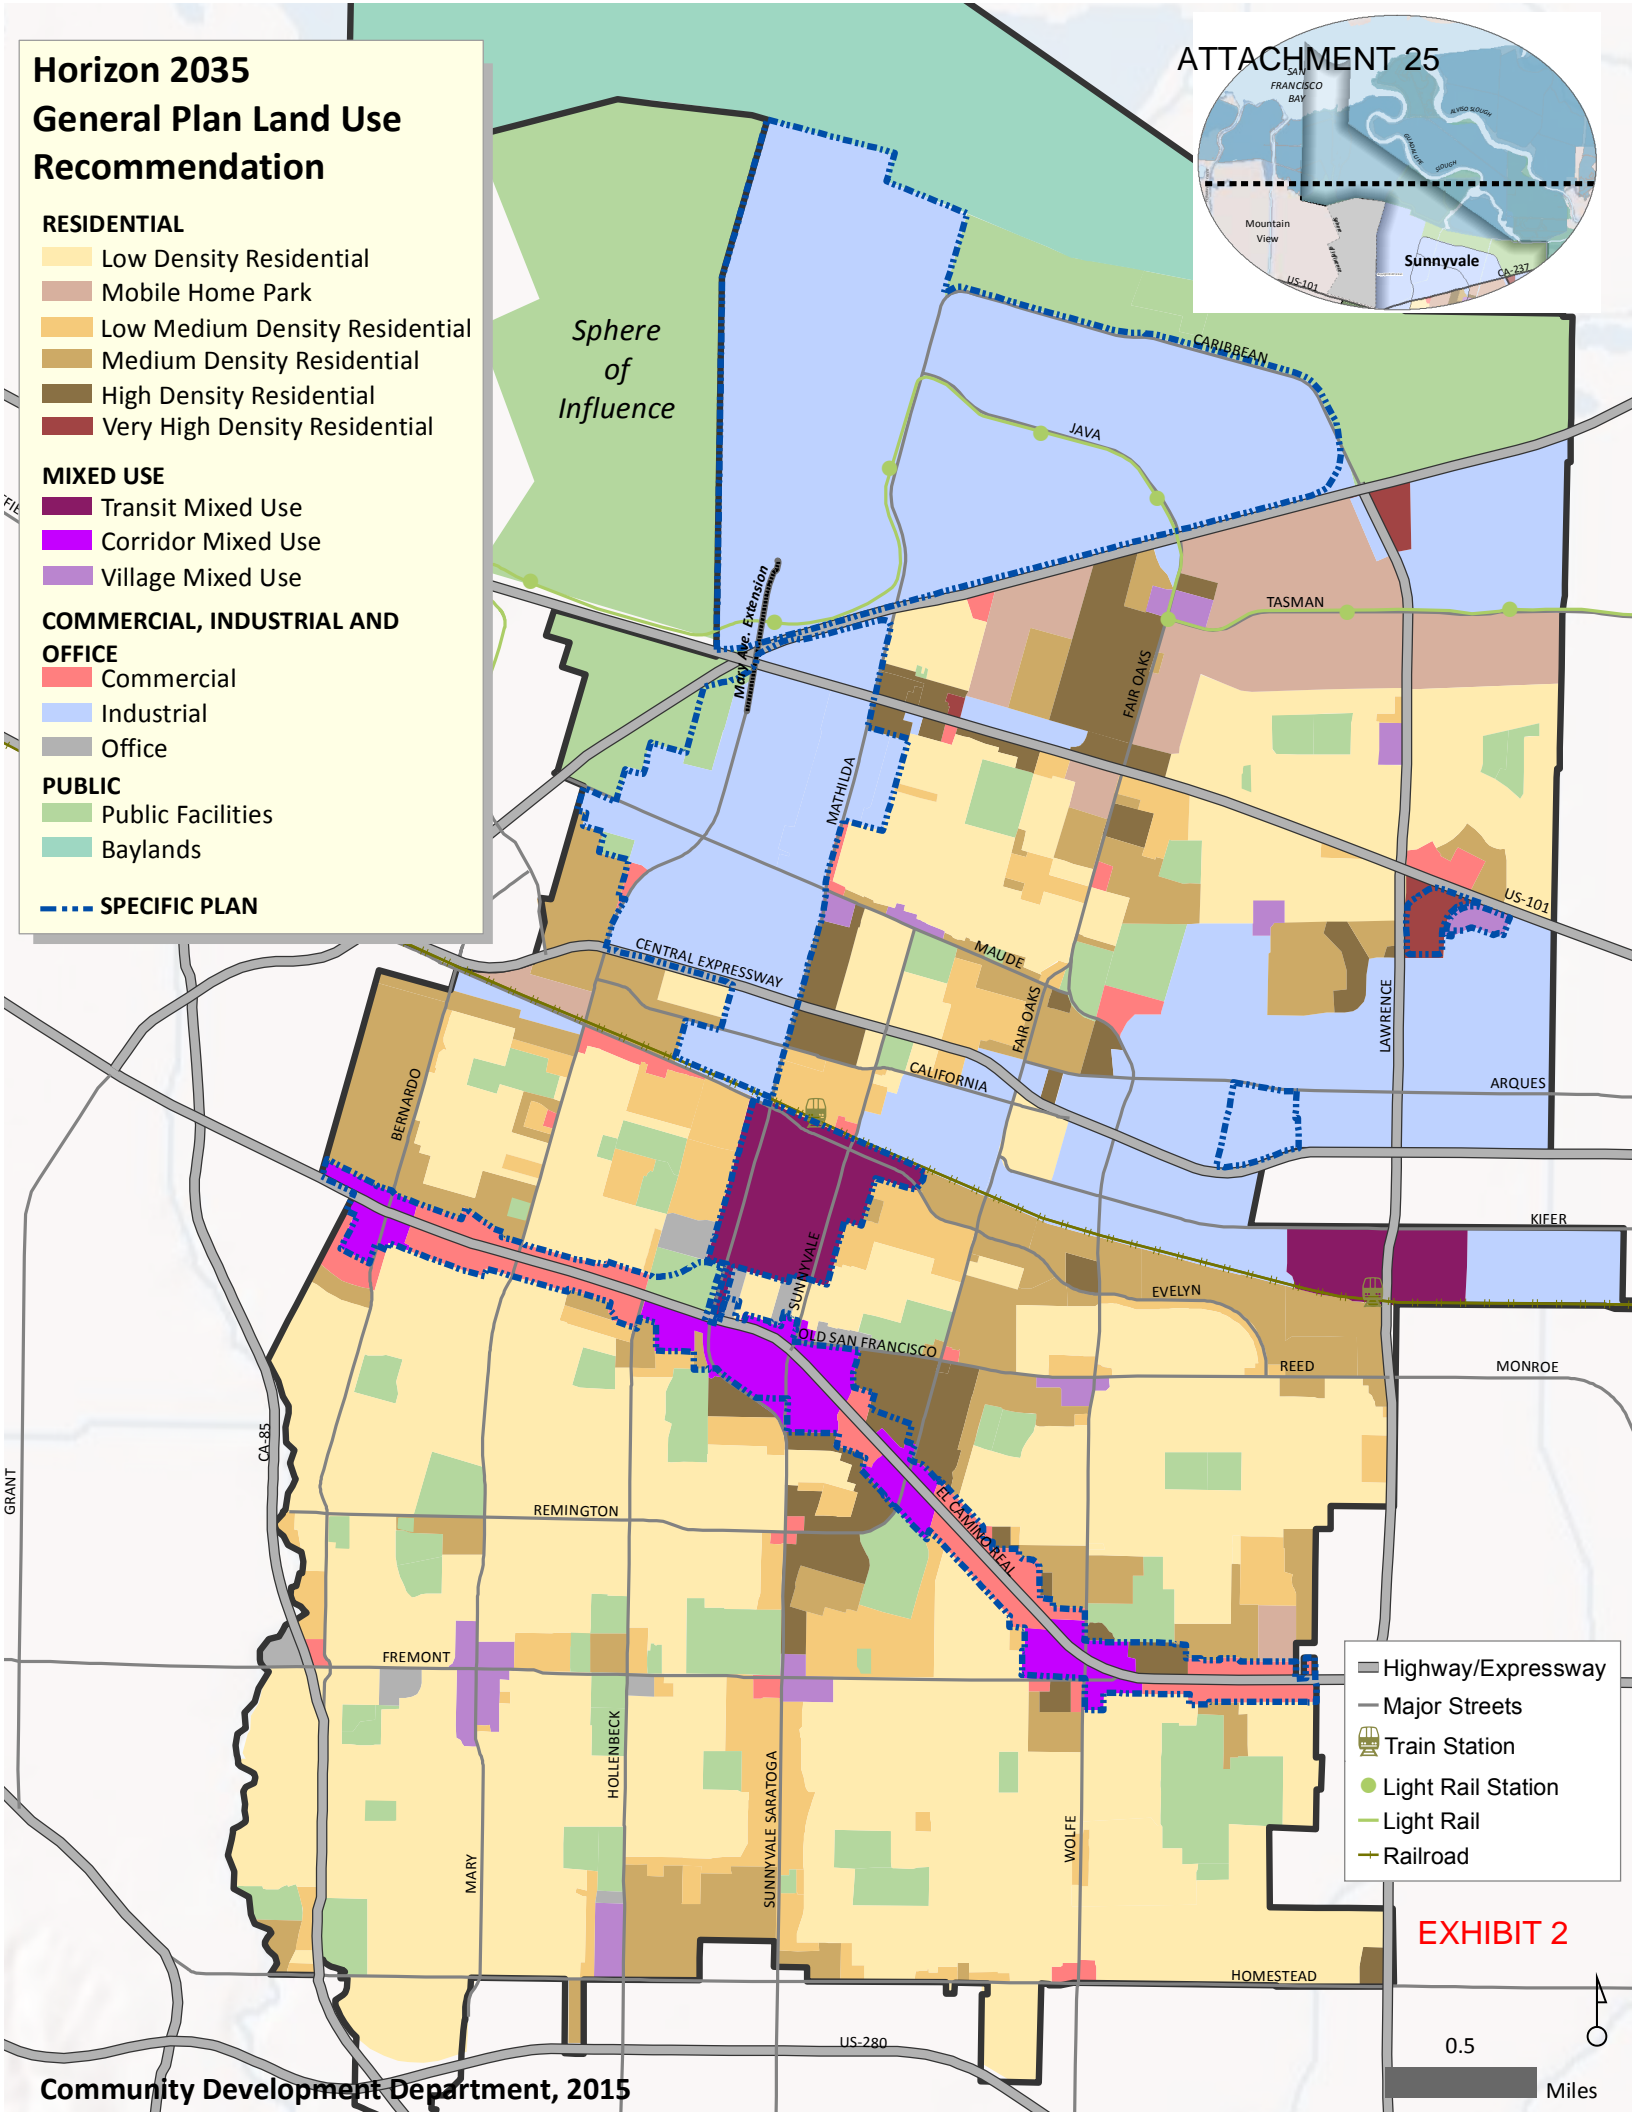 Horizon 2035
General Plan Land Use
Recommendation
RESIDENTIAL
Low Density Residential
Mobile Home Park
Low Medium Density Residential
Medium Density Residential
High Density Residential
Very High Density Residential
MIXED USE
Transit Mixed Use
Corridor Mixed Use
Village Mixed Use
COMMERCIAL, INDUSTRIAL AND
OFFICE
Commercial
Industrial
Office
PUBLIC
Public Facilities
Baylands
SPECIFIC PLAN
ATTACHMENT 25
SAN
FRANCISCO
BAY
ALVISO SLOUGH
GUADALUPE
SLOUGH
Mountain
View
Sunnyvale
US-101
CA-237
Sphere
of
Influence
CARIBBEAN
JAVA
TASMAN
Mary Ave. Extension
FAIR OAKS
MATHILDA
US-101
CENTRAL EXPRESSWAY
MAUDE
FAIR OAKS
LAWRENCE
CALIFORNIA
ARQUES
BERNARDO
KIFER
SUNNYVALE
EVELYN
OLD SAN FRANCISCO
REED
MONROE
CA-85
GRANT
REMINGTON
EL CAMINO REAL
FREMONT
HOLLENBECK
SUNNYVALE SARATOGA
MARY
WOLFE
HOMESTEAD
US-280
Highway/Expressway
Major Streets
Train Station
Light Rail Station
Light Rail
Railroad
EXHIBIT 2
0.5
Miles
Community Development Department, 2015